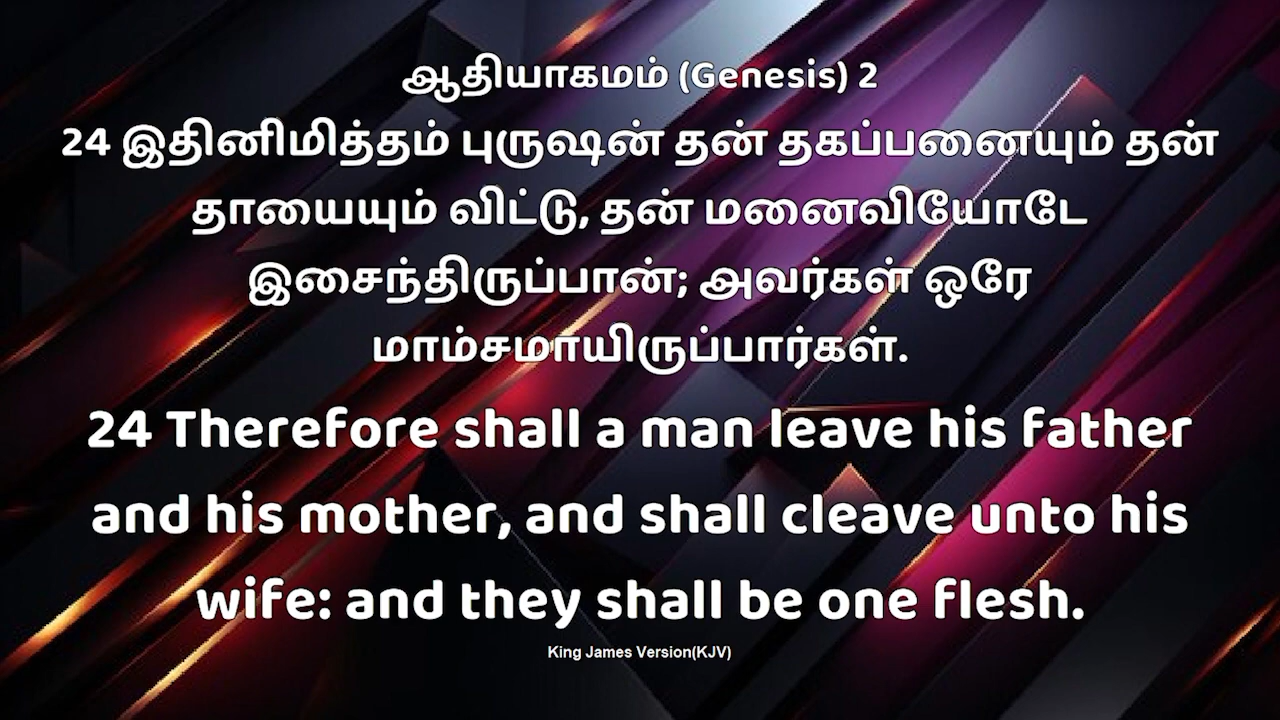 ஆதியாகமம் (Genesis) 2
24 இதினிமித்தம் புருஷன் தன் தகப்பனையும் தன்
தாயையும் விட்டு, தன் மனைவியோடே
இசைந்திருப்பான்; அவர்கள் ஒரே
மாம்சமாயிருப்பார்கள்.
24 Therefore shall a man leave his father
and his mother, and shall cleave unto his
wife: and they shall be one flesh.
King James Version(KJV)